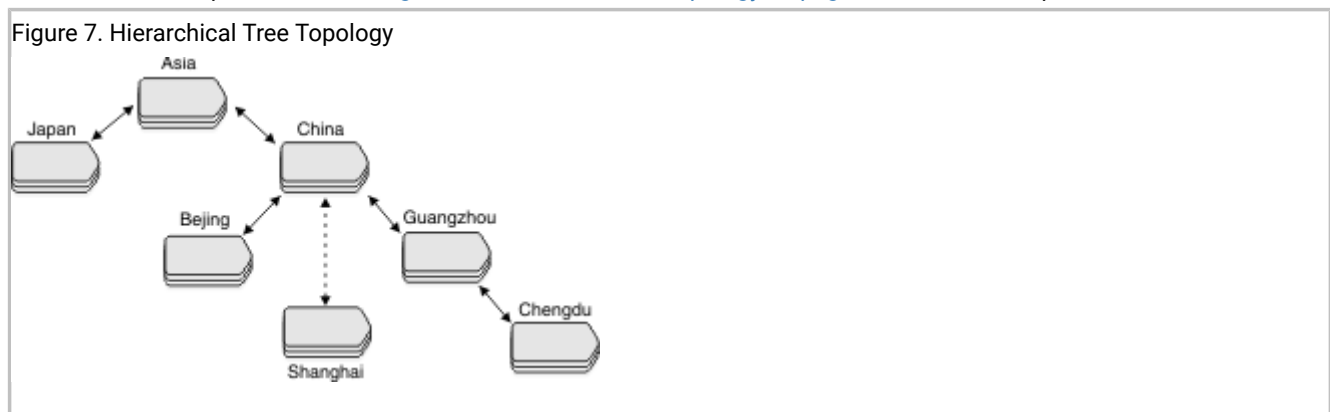 Figure 7. Hierarchical Tree Topology
Asia
Japan
China
Bejing
Guangzhou
Chengdu
Shanghai